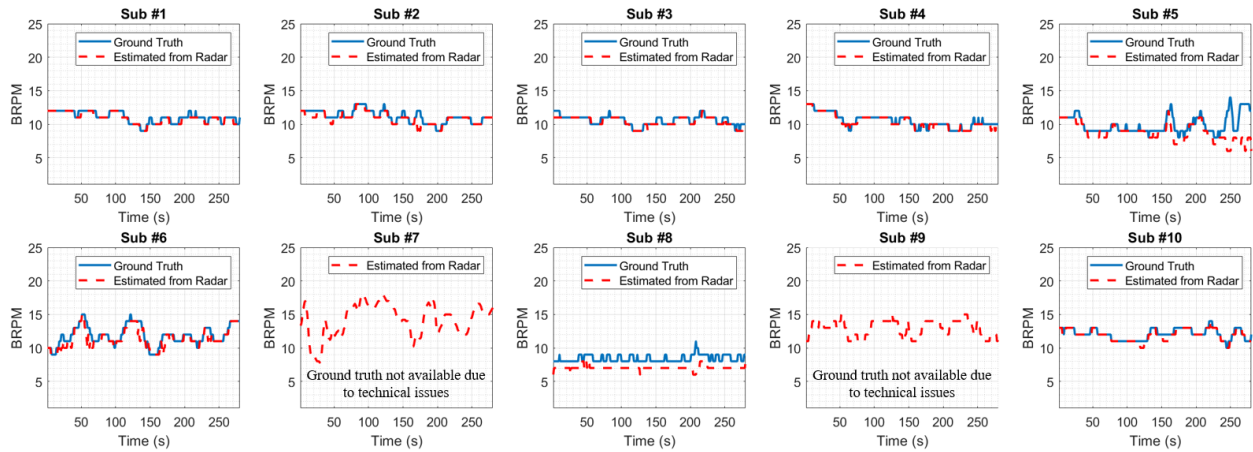 Sub #1
25
20
15
10
5
BRPM
Ground Truth
Estimated from Radar
50 100 150 200 250
Time (s)
Sub #2
25
20
15
10
5
BRPM
Ground Truth
Estimated from Radar
50 100 150 200 250
Time (s)
Sub #3
25
20
15
10
5
BRPM
Ground Truth
Estimated from Radar
50 100 150 200 250
Time (s)
Sub #4
25
20
15
10
5
BRPM
Ground Truth
Estimated from Radar
50 100 150 200 250
Time (s)
Sub #5
25
20
15
10
5
BRPM
Ground Truth
Estimated from Radar
50 100 150 200 250
Time (s)
Sub #6
25
20
15
10
5
BRPM
Ground Truth
Estimated from Radar
50 100 150 200 250
Time (s)
Sub #7
25
20
15
10
5
BRPM
Estimated from Radar
Ground truth not available due
to technical issues
50 100 150 200 250
Time (s)
Sub #8
25
20
15
10
5
BRPM
Ground Truth
Estimated from Radar
50 100 150 200 250
Time (s)
Sub #9
25
20
15
10
5
BRPM
Estimated from Radar
Ground truth not available due
to technical issues
50 100 150 200 250
Time (s)
Sub #10
25
20
15
10
5
BRPM
Ground Truth
Estimated from Radar
50 100 150 200 250
Time (s)